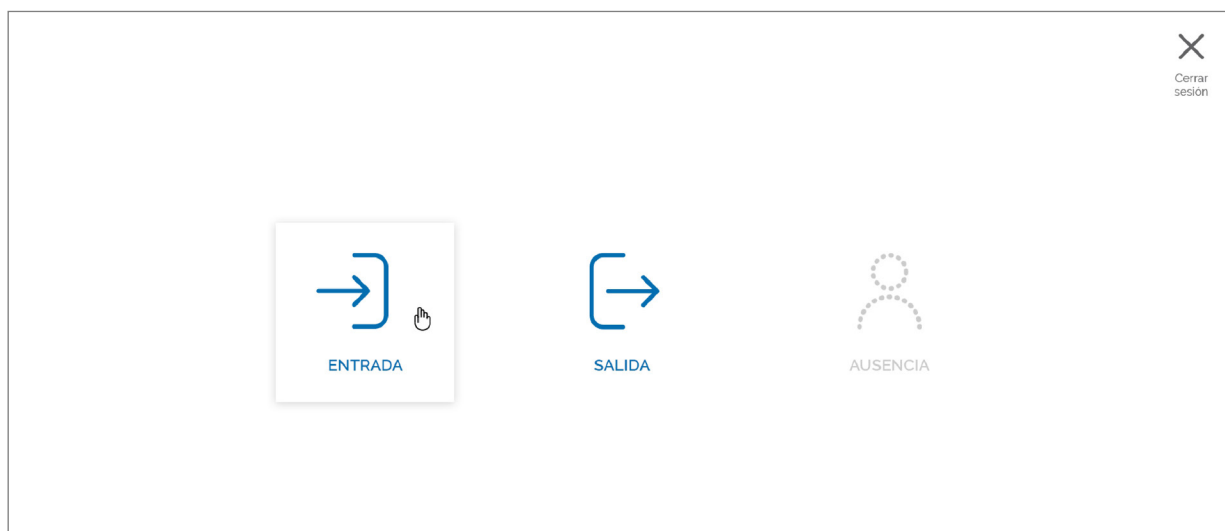 Cerrar
sesión
ENTRADA
SALIDA
AUSENCIA